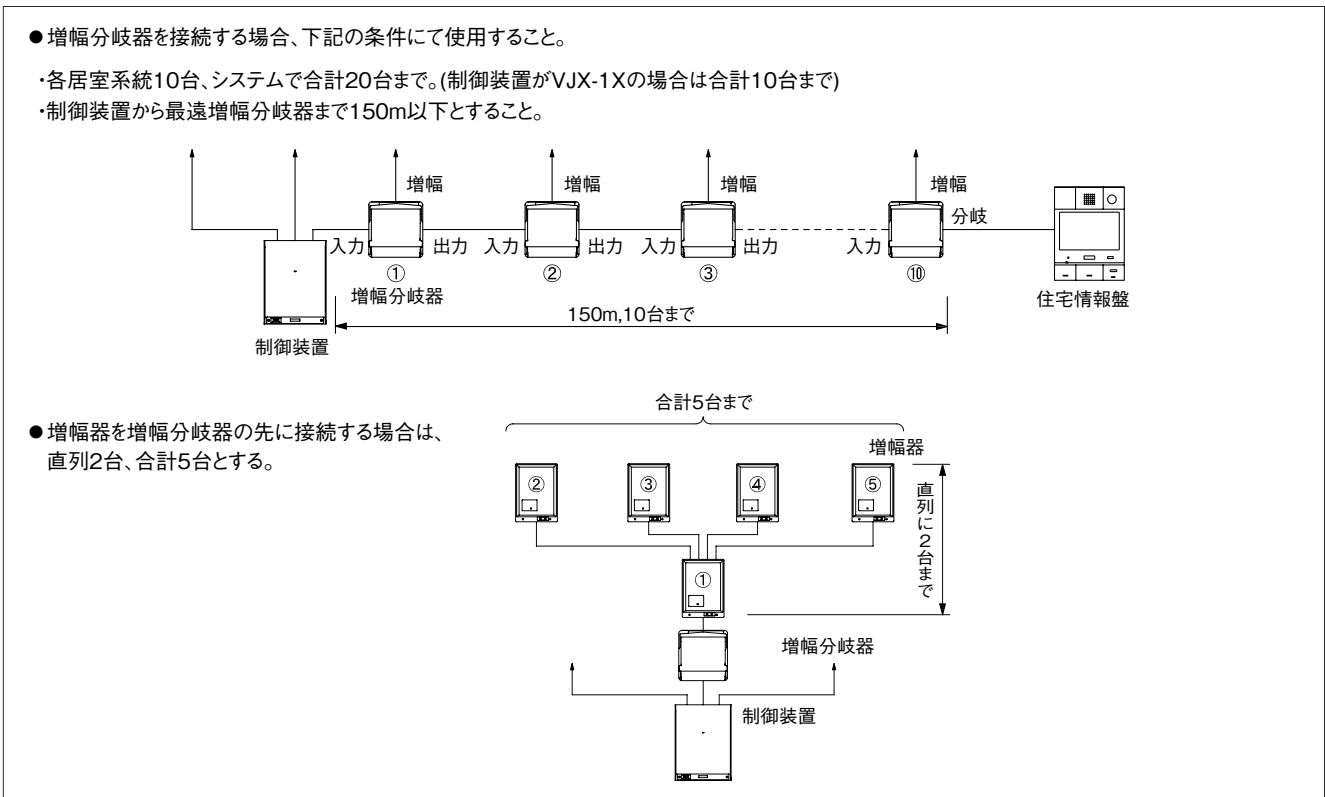 ●増幅分岐器を接続する場合、下記の条件にて使用すること。
・各居室系統10台、システムで合計20台まで。(制御装置がVJX-1Xの場合は合計10台まで)
・制御装置から最遠増幅分岐器まで150m以下とすること。
増幅 増幅 増幅 増幅
分岐
入力 出力 入力 出力 入力 出力 入力
① ② ③ ⑩
増幅分岐器
住宅情報盤
150m,10台まで
制御装置
合計5台まで
●増幅器を増幅分岐器の先に接続する場合は、
直列2台、合計5台とする。
増幅器
② ③ ④ ⑤
直列に2台まで
①
増幅分岐器
制御装置